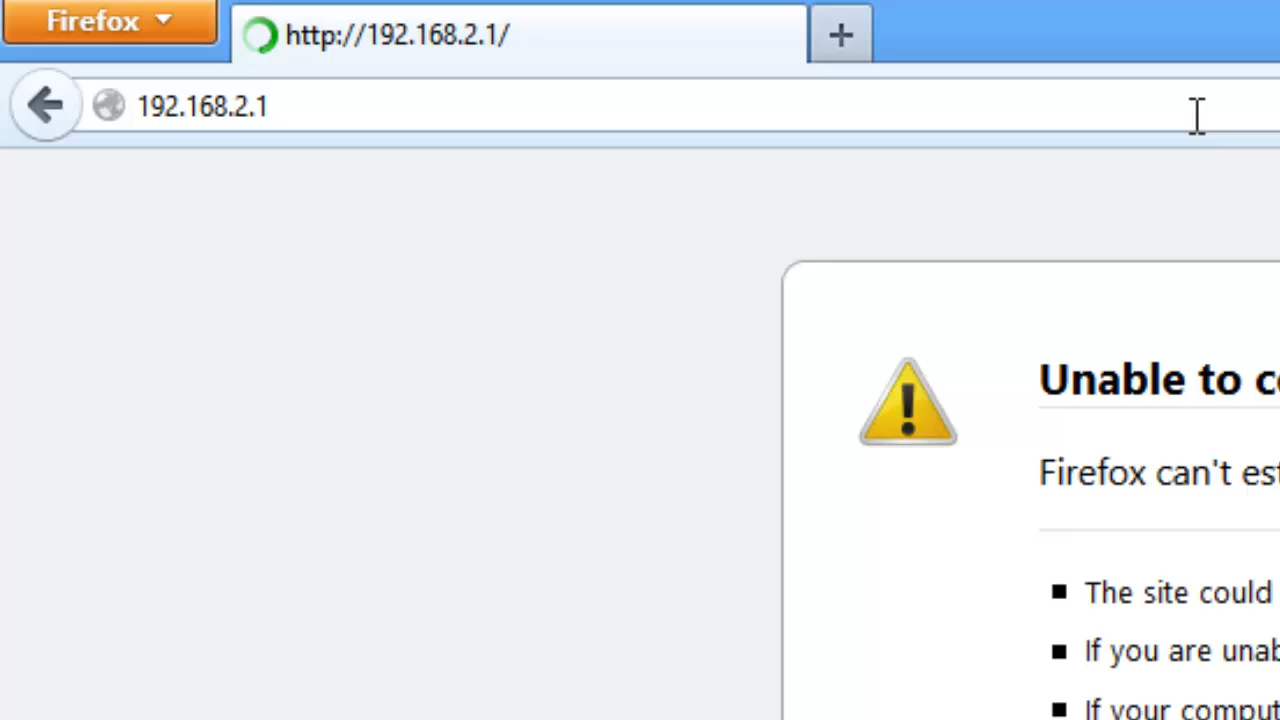 Firefox
http://192.168.2.1/
192.168.2.1
Unable to
Firefox can't
The site could
If you are
If your